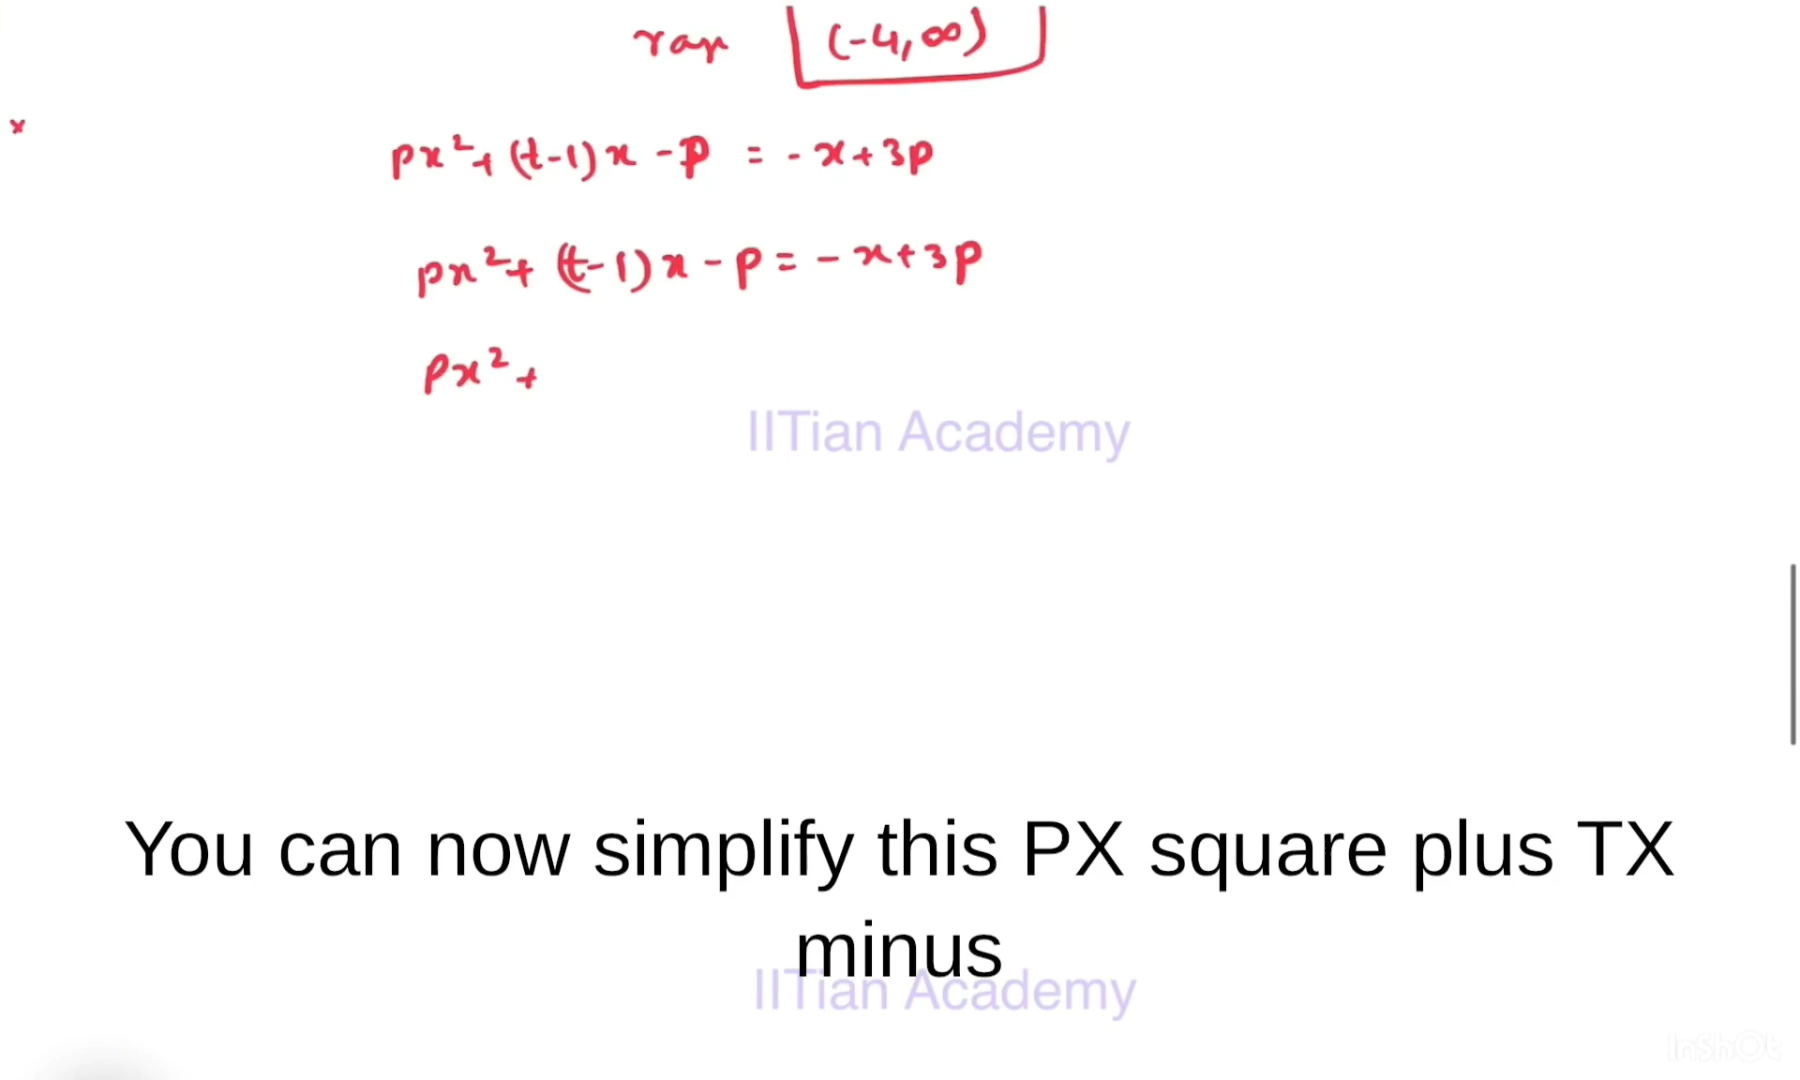 ran (-4, ∞)
x
px² + (t-1)x - p = -x + 3p
px² + (t-1)x - p = -x + 3p
px² +
IITian Academy
You can now simplify this PX square plus TX
minus
IITian Academy
InShOt